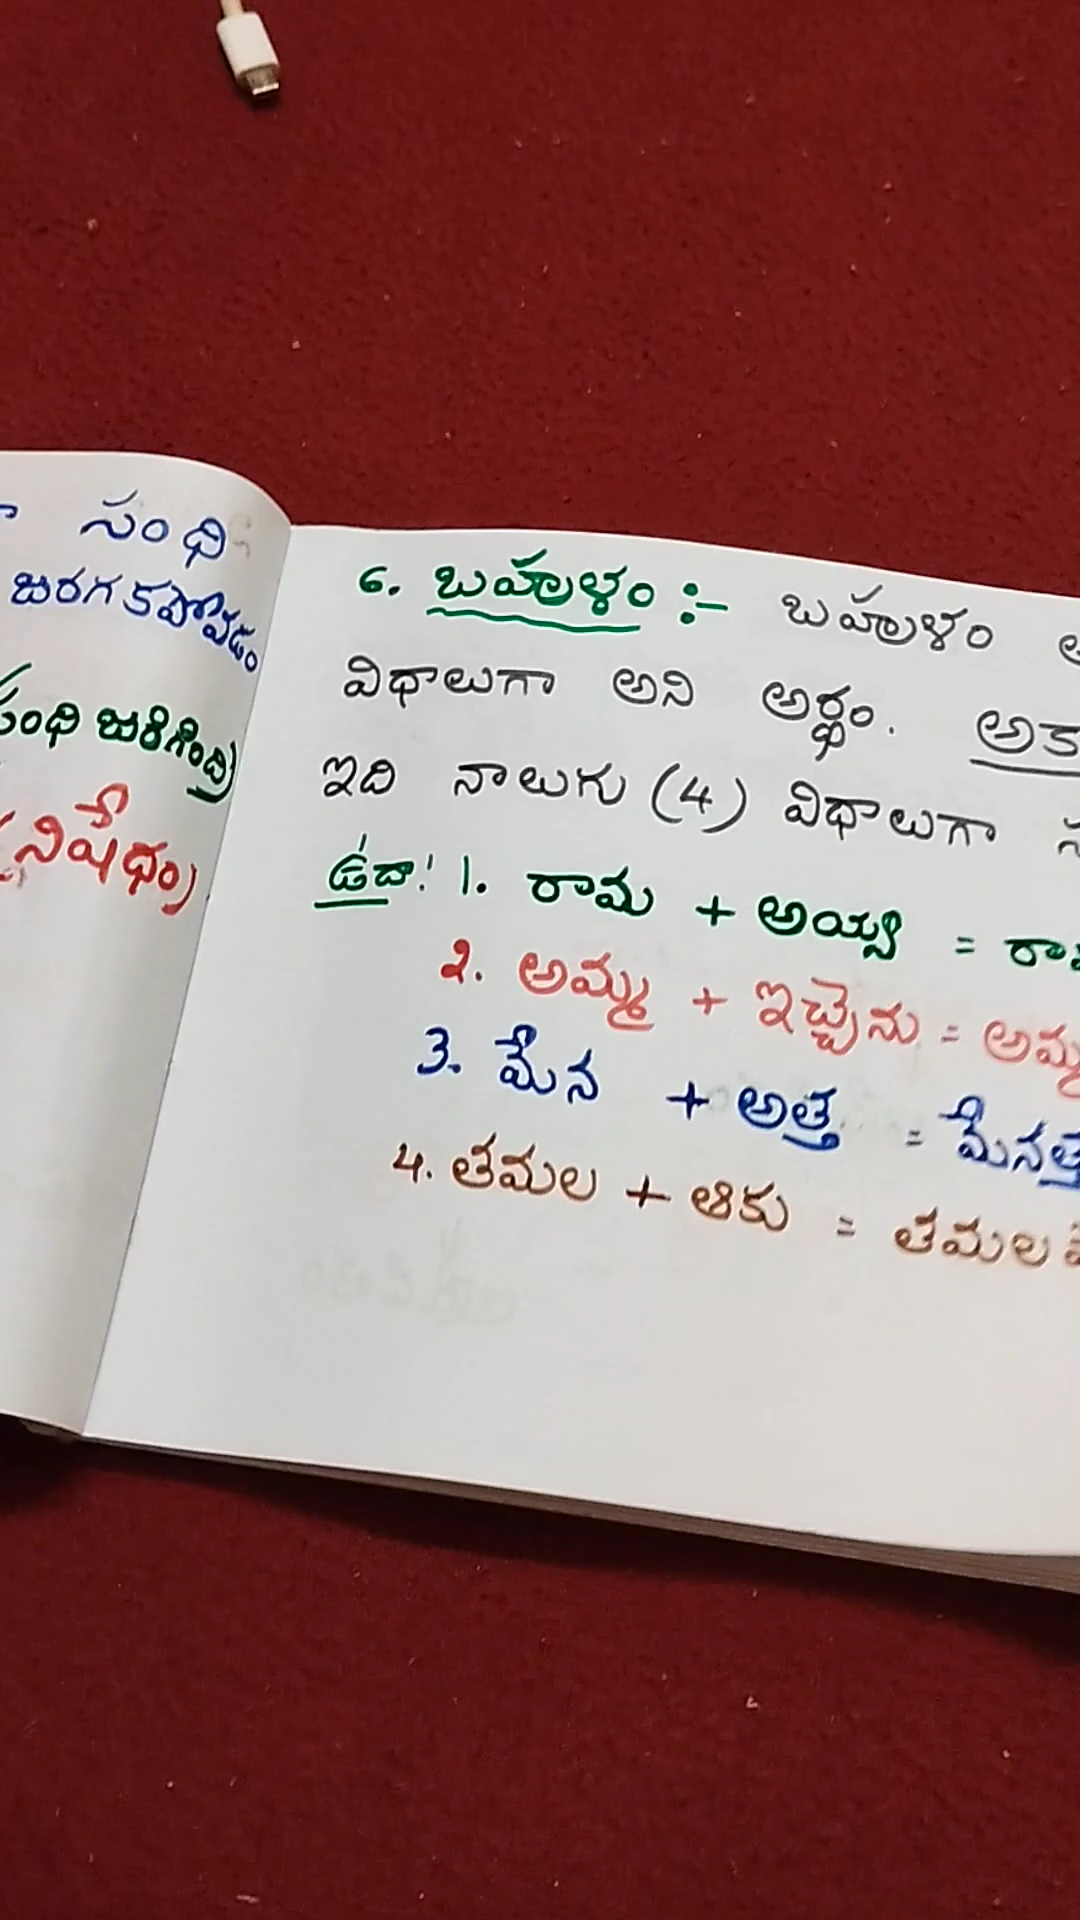 సంధి
జరగకపోవడం
సంధి జరిగింది)
నిషేధం)
6. బహుళం :- బహుళం
విధాలుగా అని అర్థం.
ఇది నాలుగు (4) విధాలుగా
ఉదా: 1. రామ + అయ్య =
2. అమ్మ + ఇచ్చెను =
3. మేన + అత్త = మేనత్త
4. తమల + ఆకు = తమల